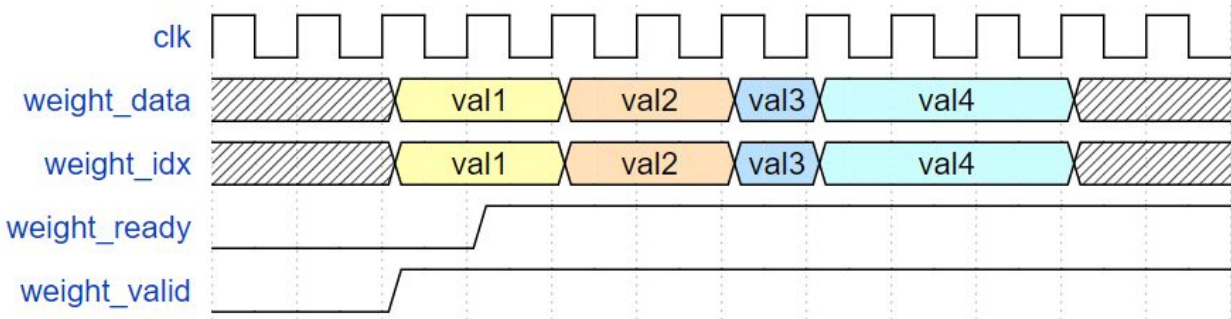 clk
weight_data val1 val2 val3 val4
weight_idx val1 val2 val3 val4
weight_ready
weight_valid